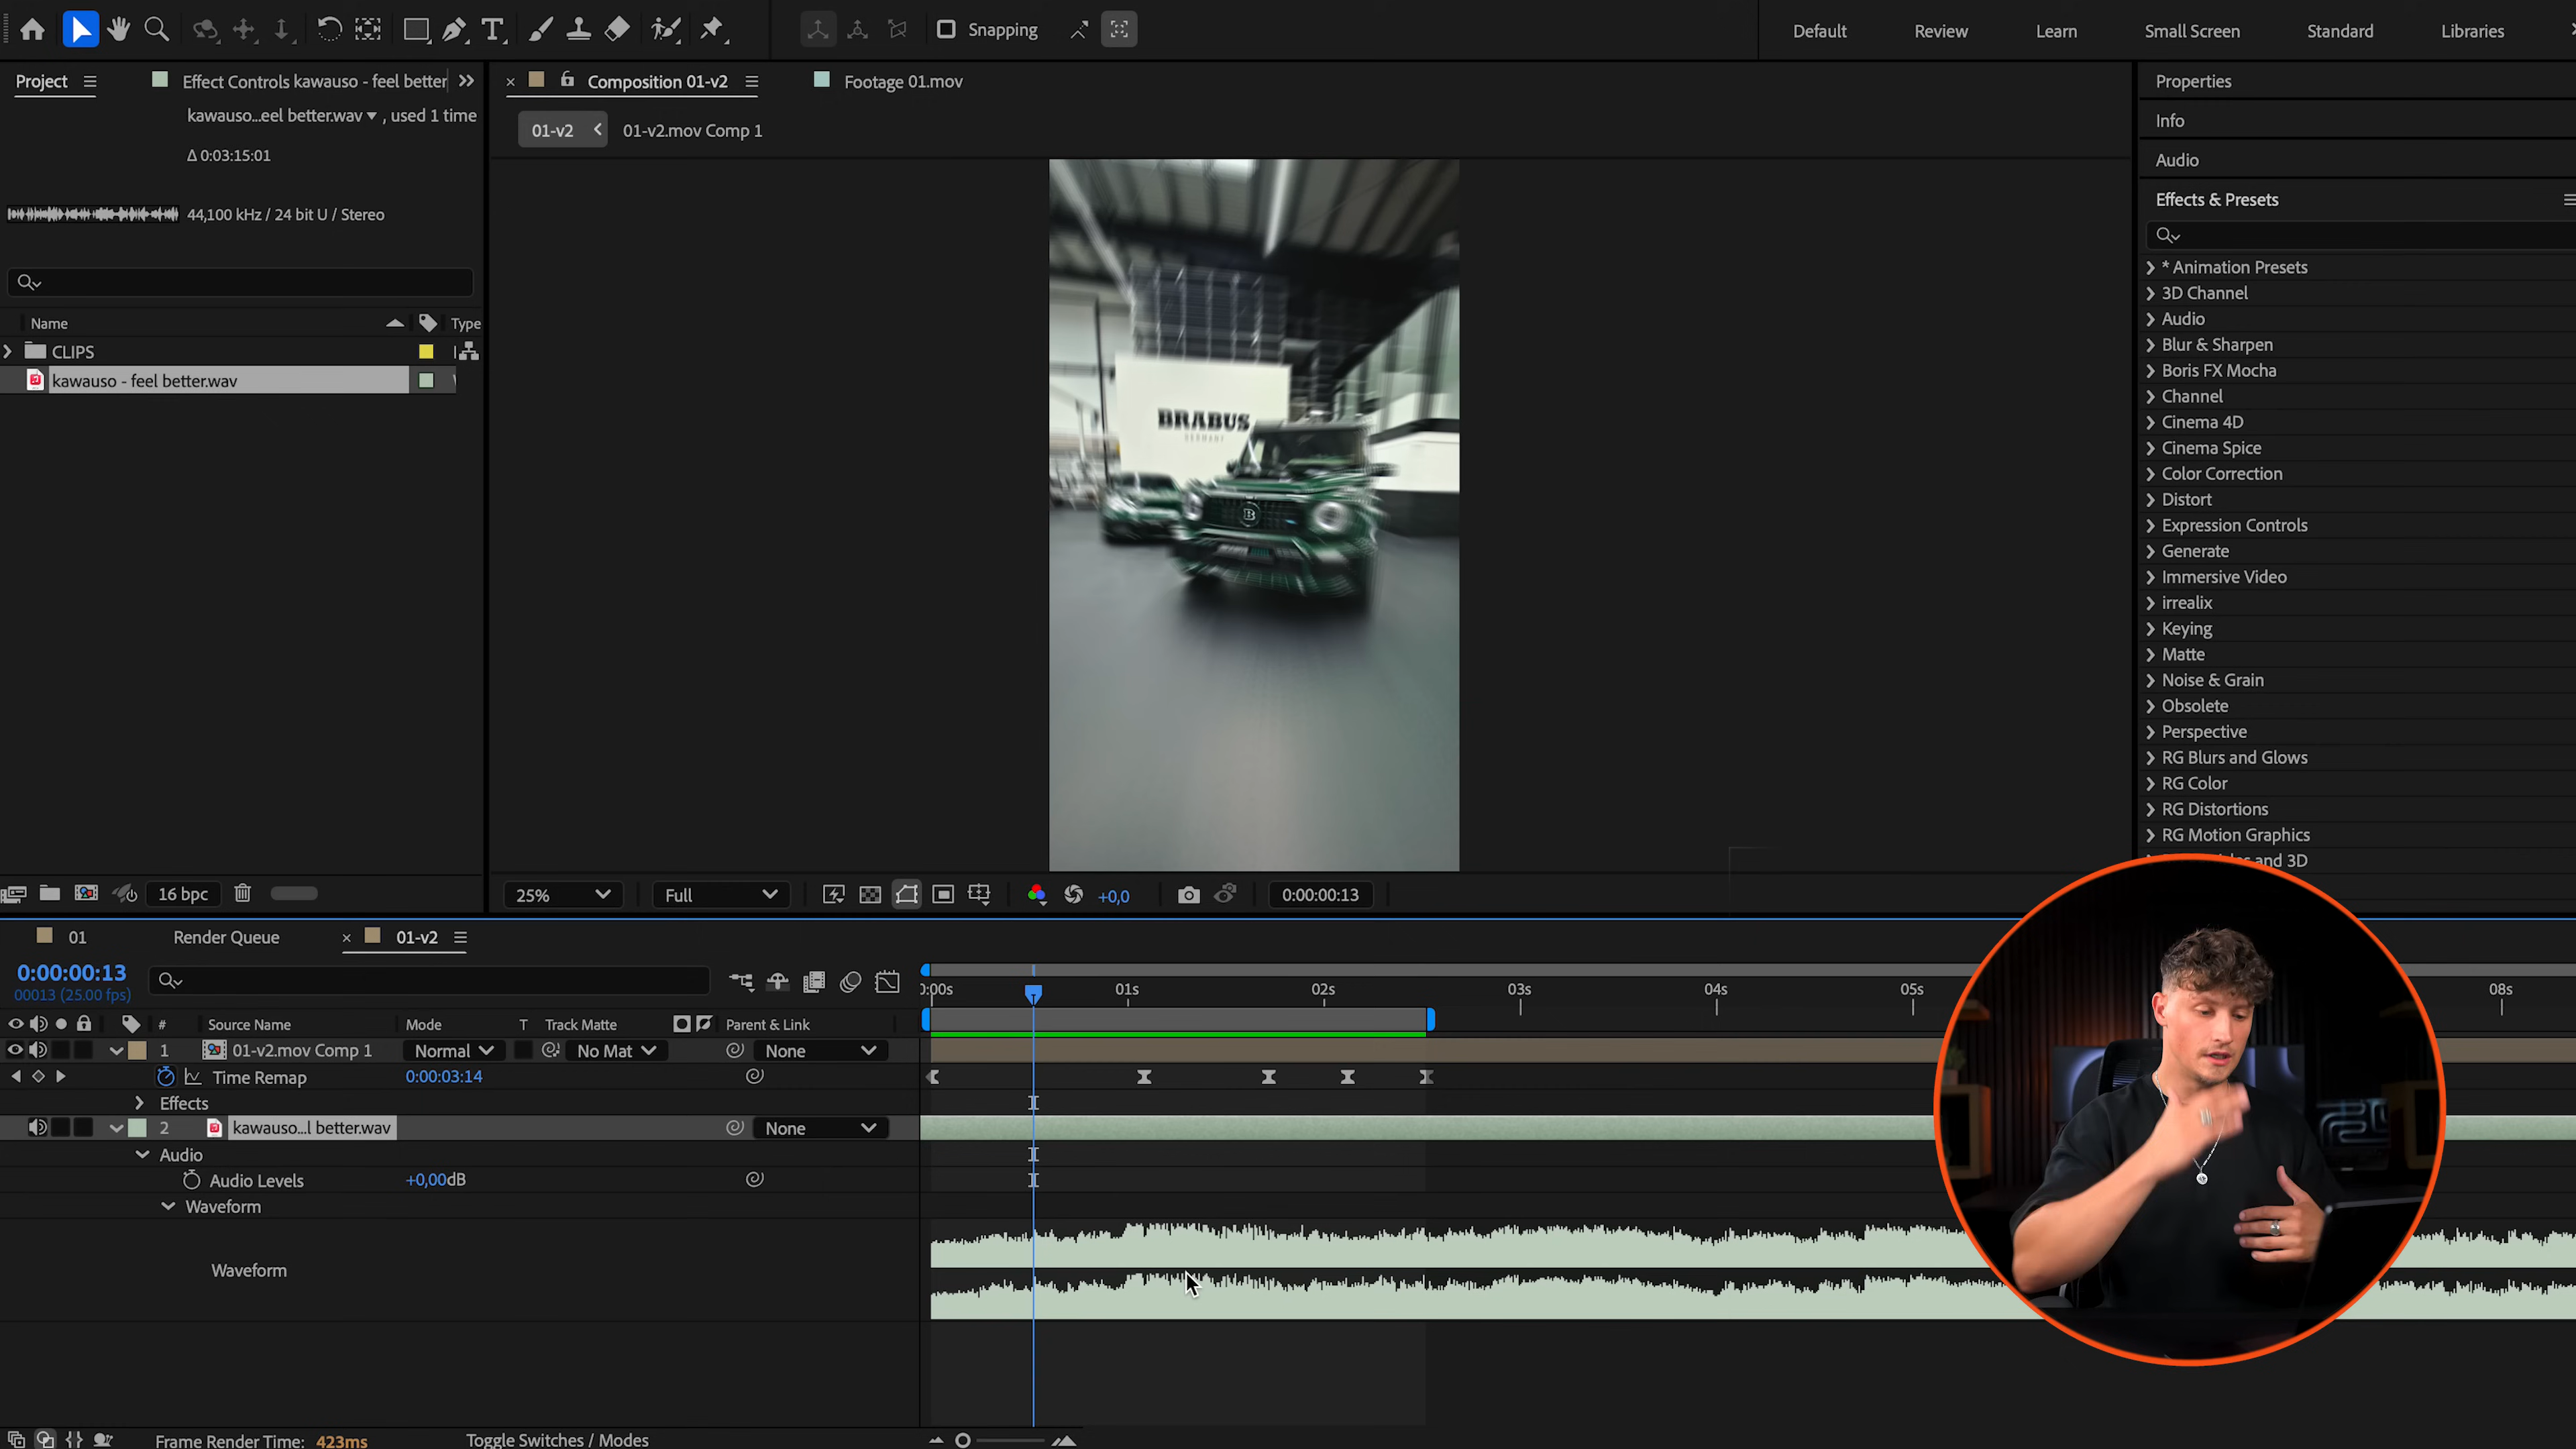 Snapping
Default
Review
Learn
Small Screen
Standard
Libraries
Project
Effect Controls kawauso - feel better
Composition 01-v2
Footage 01.mov
Properties
kawauso...eel better.wav ▾ , used 1 time
01-v2
01-v2.mov Comp 1
Info
Δ 0:03:15:01
Audio
44,100 kHz / 24 bit U / Stereo
Effects & Presets
Name
Type
CLIPS
kawauso - feel better.wav
* Animation Presets
3D Channel
Audio
Blur & Sharpen
Boris FX Mocha
Channel
Cinema 4D
Cinema Spice
Color Correction
Distort
Expression Controls
Generate
Immersive Video
irrealix
Keying
Matte
Noise & Grain
Obsolete
Perspective
RG Blurs and Glows
RG Color
RG Distortions
RG Motion Graphics
and 3D
BRABUS
GERMANY
B
16 bpc
25%
Full
+0,0
0:00:00:13
01
Render Queue
01-v2
0:00:00:13
00013 (25.00 fps)
0:00s
01s
02s
03s
04s
05s
08s
#
Source Name
Mode
T
Track Matte
Parent & Link
1
01-v2.mov Comp 1
Normal
No Mat
None
Time Remap
0:00:03:14
Effects
2
kawauso...l better.wav
None
Audio
Audio Levels
+0,00dB
Waveform
Waveform
Frame Render Time: 423ms
Toggle Switches / Modes